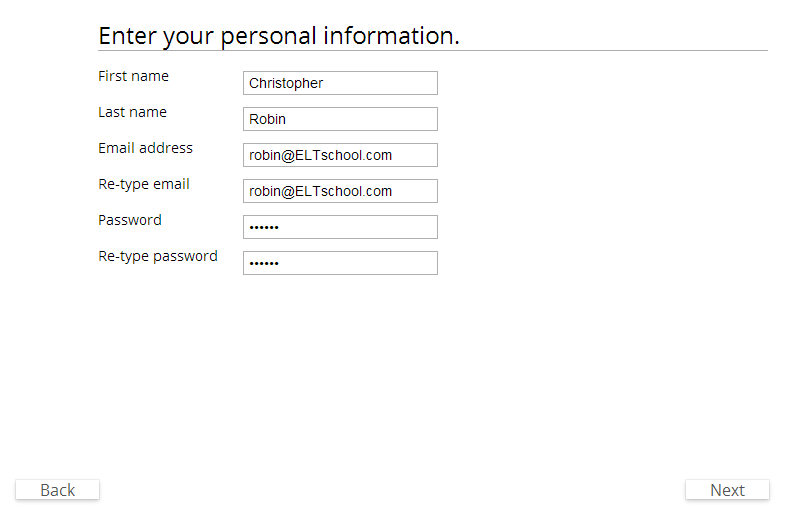 Enter your personal information.
First name Christopher
Last name Robin
Email address robin@ELTschool.com
Re-type email robin@ELTschool.com
Password ••••••
Re-type password ••••••
Back Next